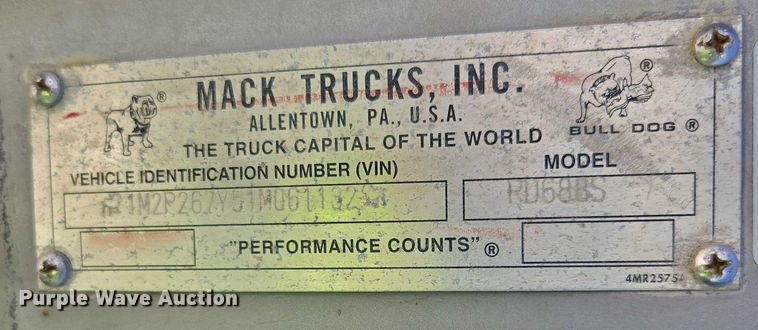 MACK TRUCKS, INC.
ALLENTOWN, PA., U.S.A.
THE TRUCK CAPITAL OF THE WORLD
BULL DOG ®
®
VEHICLE IDENTIFICATION NUMBER (VIN)
MODEL
RD688S
"PERFORMANCE COUNTS" ®
Purple Wave Auction